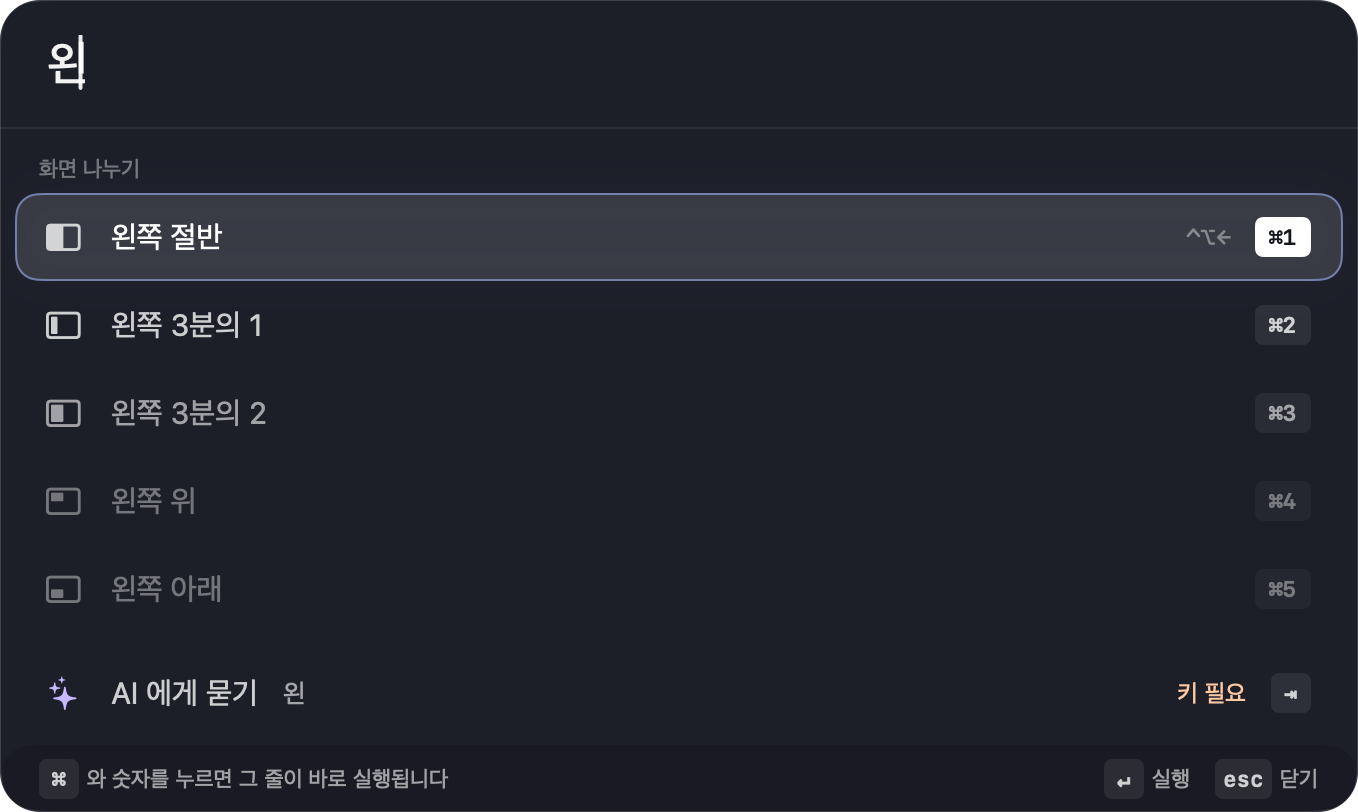 왼
화면 나누기
왼쪽 절반 ^⌥← ⌘1
왼쪽 3분의 1 ⌘2
왼쪽 3분의 2 ⌘3
왼쪽 위 ⌘4
왼쪽 아래 ⌘5
AI 에게 묻기 왼 키 필요 ⇥
⌘ 와 숫자를 누르면 그 줄이 바로 실행됩니다 ↵ 실행 esc 닫기